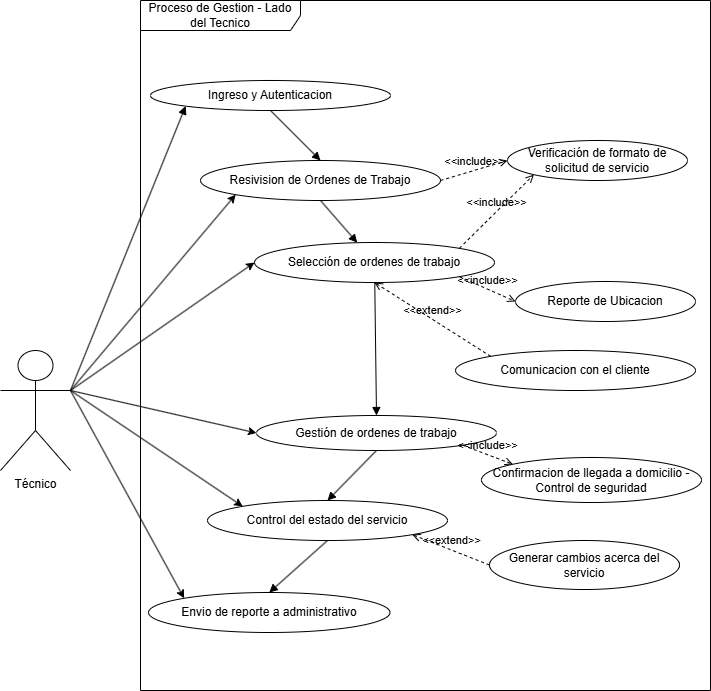 Proceso de Gestion - Lado
del Tecnico
Ingreso y Autenticacion
<<include>>
Verificación de formato de
solicitud de servicio
Resivision de Ordenes de Trabajo
<<include>>
Selección de ordenes de trabajo
<<include>>
Reporte de Ubicacion
<<extend>>
Comunicacion con el cliente
Gestión de ordenes de trabajo
<<include>>
Confirmacion de llegada a domicilio -
Control de seguridad
Técnico
Control del estado del servicio
<<extend>>
Generar cambios acerca del
servicio
Envio de reporte a administrativo